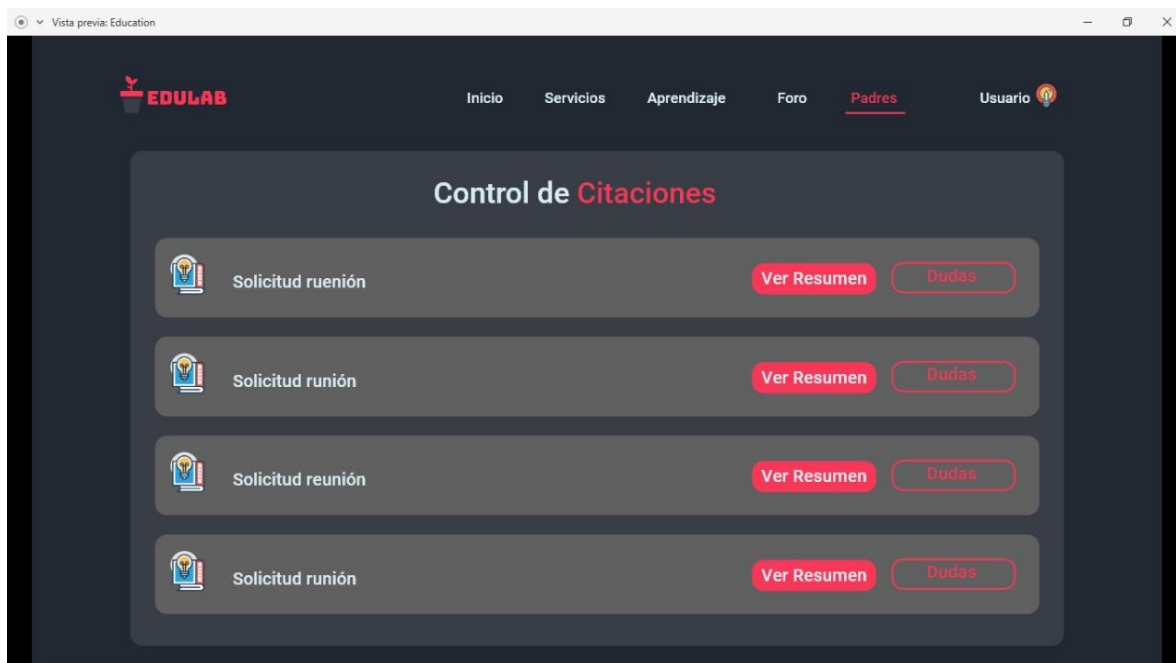 Vista previa: Education
EDULAB Inicio Servicios Aprendizaje Foro Padres Usuario
Control de Citaciones
Solicitud ruenión Ver Resumen Dudas
Solicitud runión Ver Resumen Dudas
Solicitud reunión Ver Resumen Dudas
Solicitud runión Ver Resumen Dudas